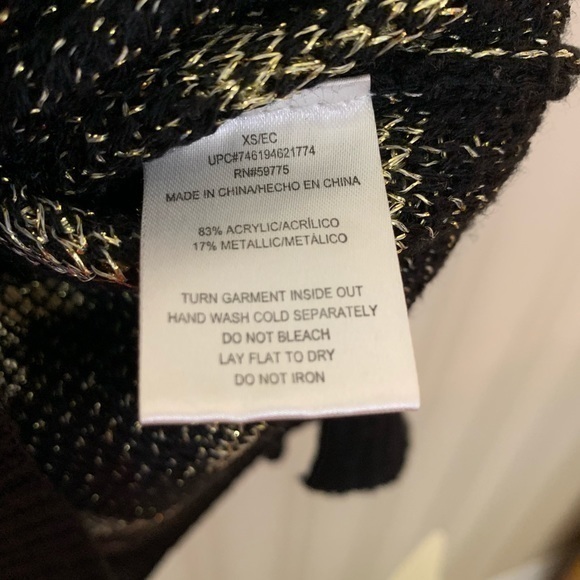 XS/EC
UPC#746194621774
RN#59775
MADE IN CHINA/HECHO EN CHINA
83% ACRYLIC/ACRÍLICO
17% METALLIC/METÁLICO
TURN GARMENT INSIDE OUT
HAND WASH COLD SEPARATELY
DO NOT BLEACH
LAY FLAT TO DRY
DO NOT IRON